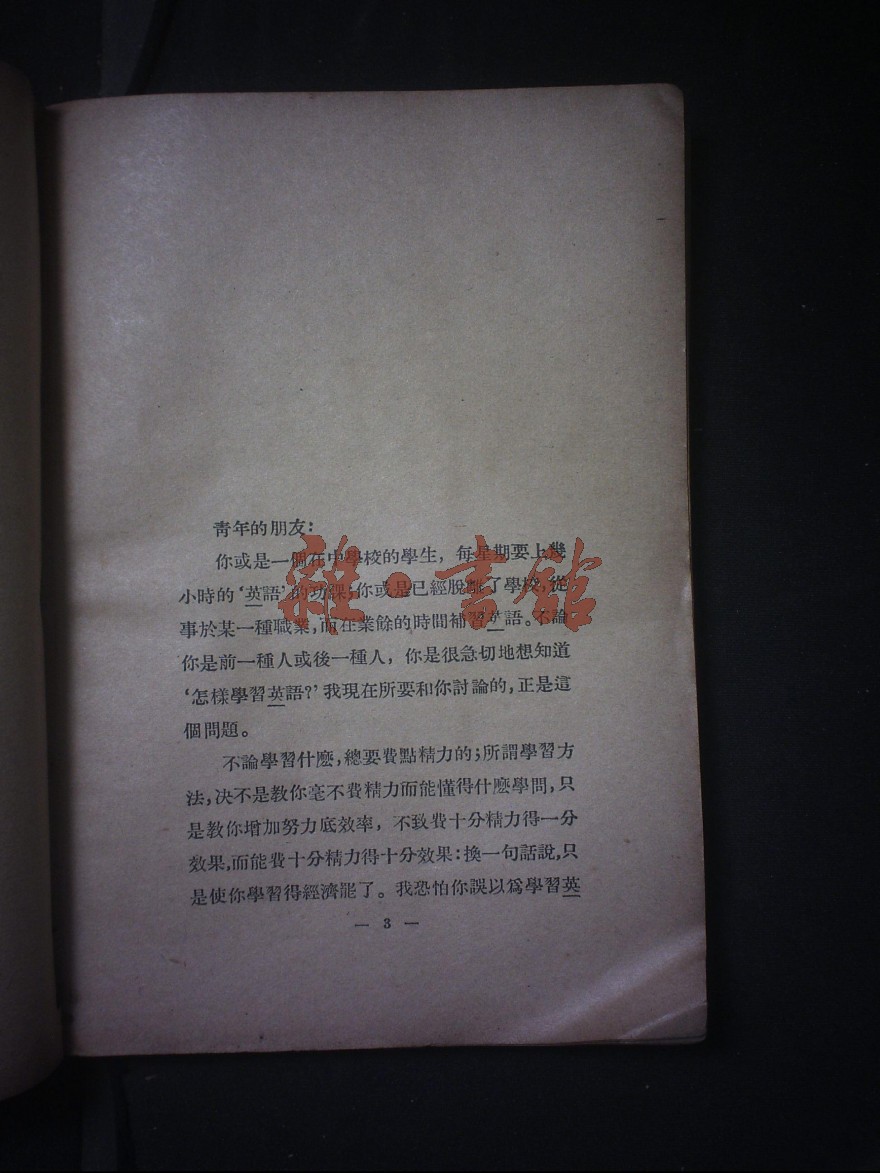 青年的朋友：
你或是一個在中學校的學生，每星期要上幾
小時的‘英語’的功課；你或是已經脫離了學校，從
事於某一種職業，而在業餘的時間補習英語。不論
你是前一種人或後一種人，你是很急切地想知道
‘怎樣學習英語？’我現在所要和你討論的，正是這
個問題。
不論學習什麼，總要費點精力的；所謂學習方
法，決不是教你毫不費精力而能懂得什麼學問，只
是教你增加努力底效率，不致費十分精力得一分
效果，而能費十分精力得十分效果：換一句話說，只
是使你學習得經濟罷了。我恐怕你誤以爲學習英
— 3 —
雜·書館